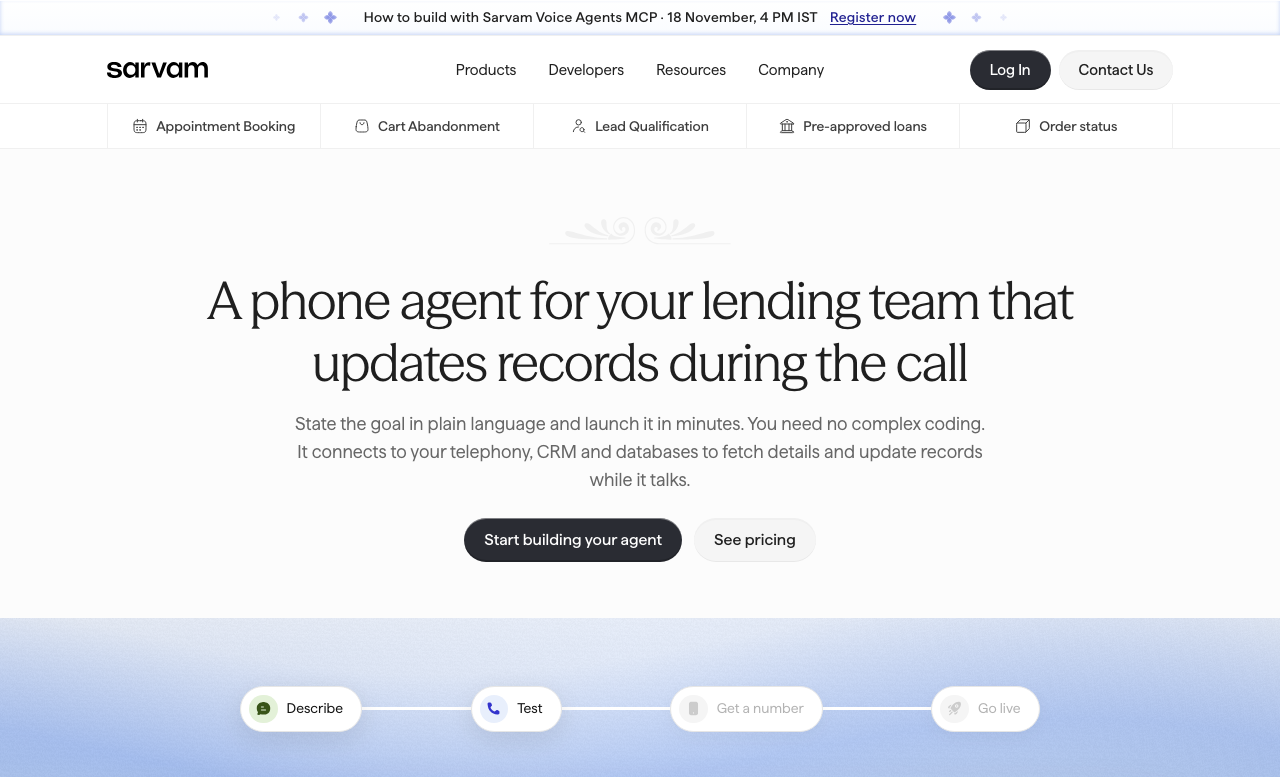 How to build with Sarvam Voice Agents MCP · 18 November, 4 PM IST Register now
sarvam
Products Developers Resources Company
Log In Contact Us
Appointment Booking Cart Abandonment Lead Qualification Pre-approved loans Order status
A phone agent for your lending team that
updates records during the call
State the goal in plain language and launch it in minutes. You need no complex coding.
It connects to your telephony, CRM and databases to fetch details and update records
while it talks.
Start building your agent See pricing
Describe Test Get a number Go live